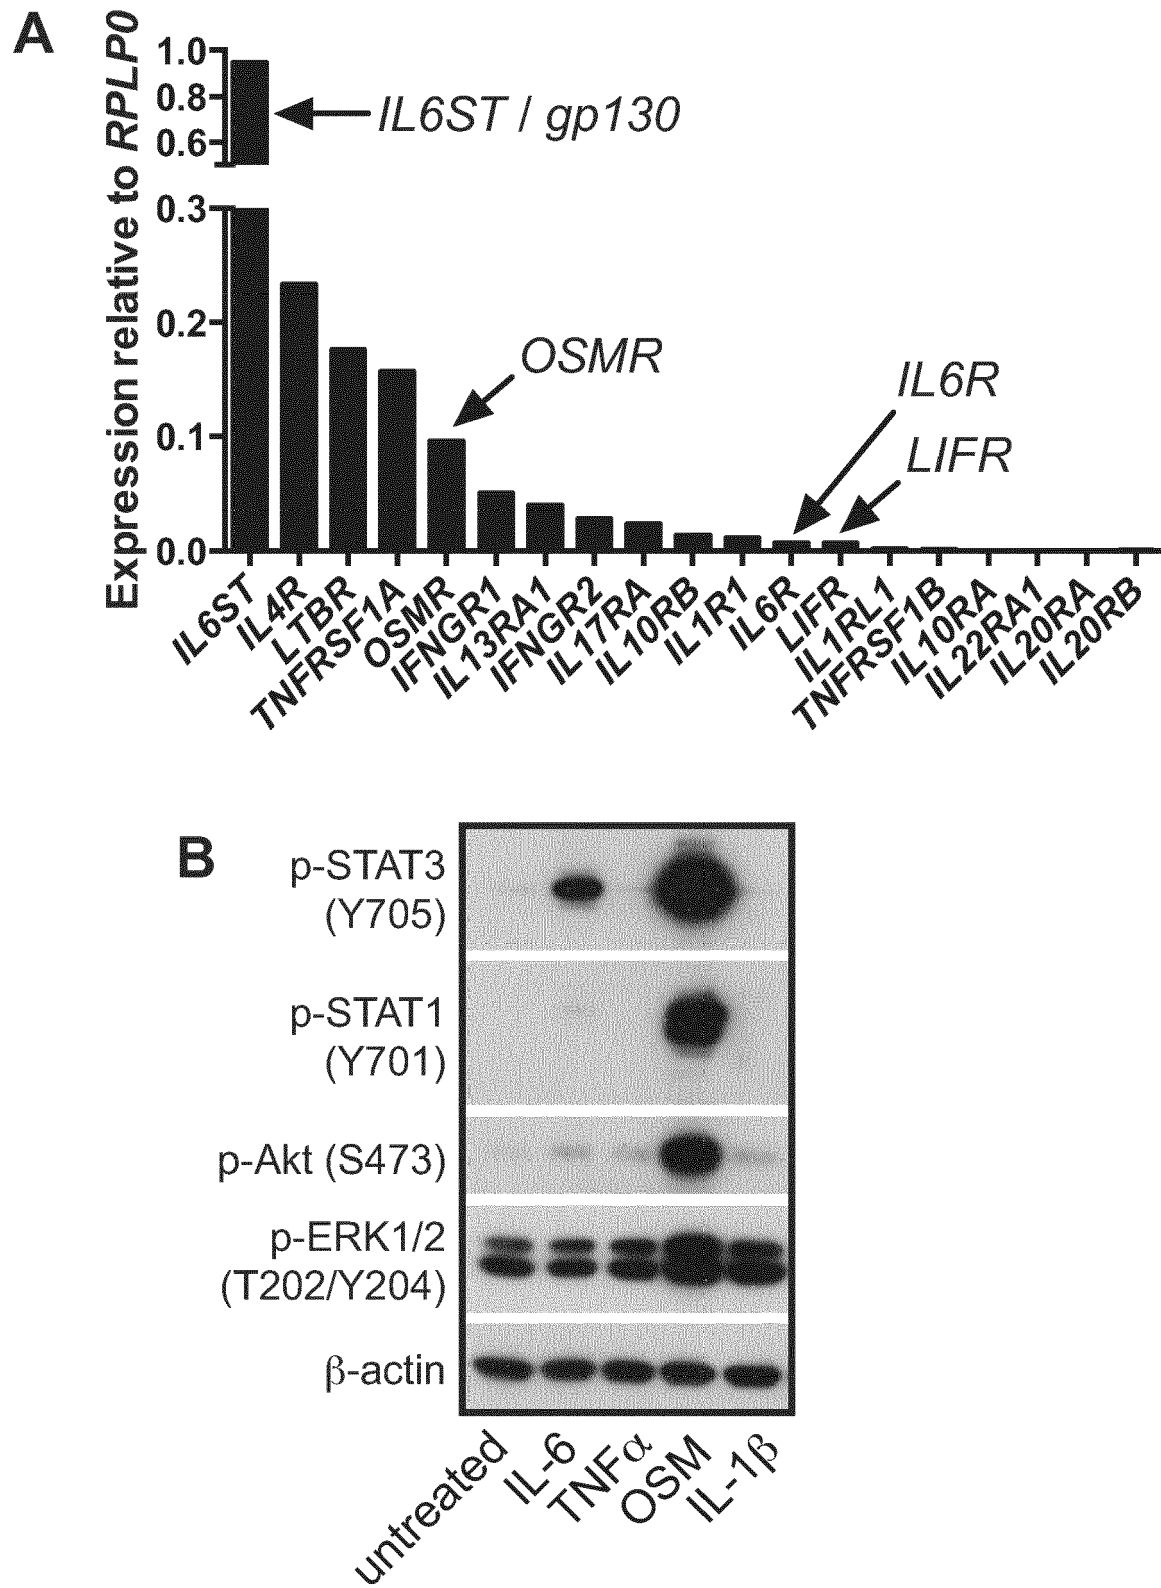 A
Expression relative to RPLP0
1.0
0.8
0.6
0.3
0.2
0.1
0.0
IL6ST / gp130
OSMR
IL6R
LIFR
IL6ST
IL4R
LTBR
TNFRSF1A
OSMR
IFNGR1
IL13RA1
IFNGR2
IL17RA
IL10RB
IL1R1
IL6R
LIFR
IL1RL1
TNFRSF1B
IL10RA
IL22RA1
IL20RA
IL20RB
B
p-STAT3
(Y705)
p-STAT1
(Y701)
p-Akt (S473)
p-ERK1/2
(T202/Y204)
β-actin
untreated
IL-6
TNFα
OSM
IL-1β